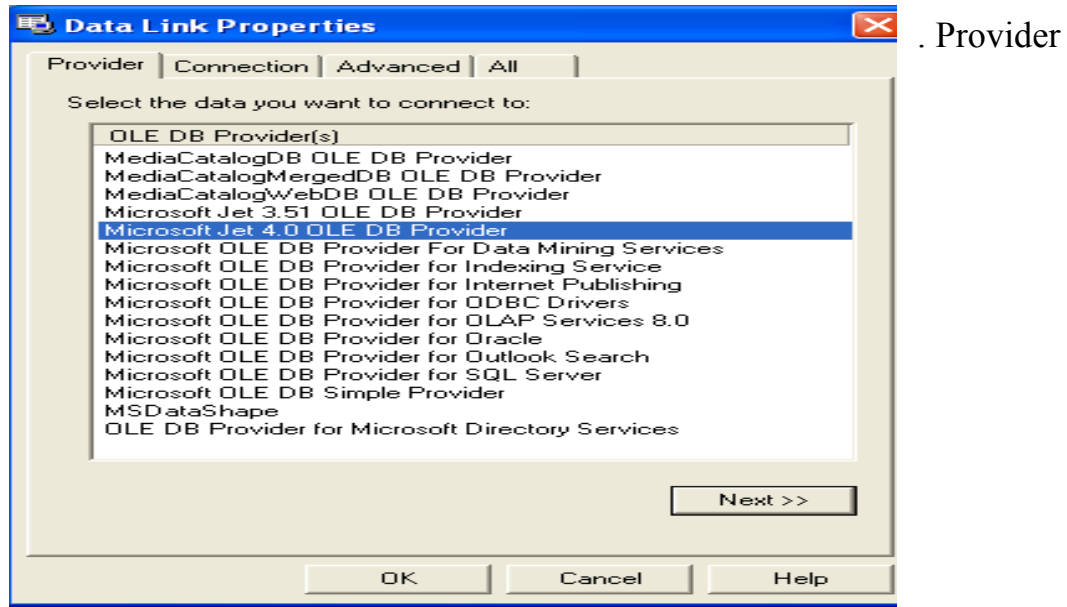 Data Link Properties
. Provider
Provider Connection Advanced All
Select the data you want to connect to:
OLE DB Provider(s)
MediaCatalogDB OLE DB Provider
MediaCatalogMergedDB OLE DB Provider
MediaCatalogWebDB OLE DB Provider
Microsoft Jet 3.51 OLE DB Provider
Microsoft Jet 4.0 OLE DB Provider
Microsoft OLE DB Provider For Data Mining Services
Microsoft OLE DB Provider for Indexing Service
Microsoft OLE DB Provider for Internet Publishing
Microsoft OLE DB Provider for ODBC Drivers
Microsoft OLE DB Provider for OLAP Services 8.0
Microsoft OLE DB Provider for Oracle
Microsoft OLE DB Provider for Outlook Search
Microsoft OLE DB Provider for SQL Server
Microsoft OLE DB Simple Provider
MSDataShape
OLE DB Provider for Microsoft Directory Services
Next >>
OK Cancel Help